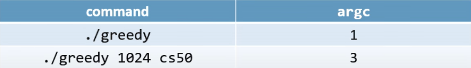 command argc
./greedy 1
./greedy 1024 cs50 3